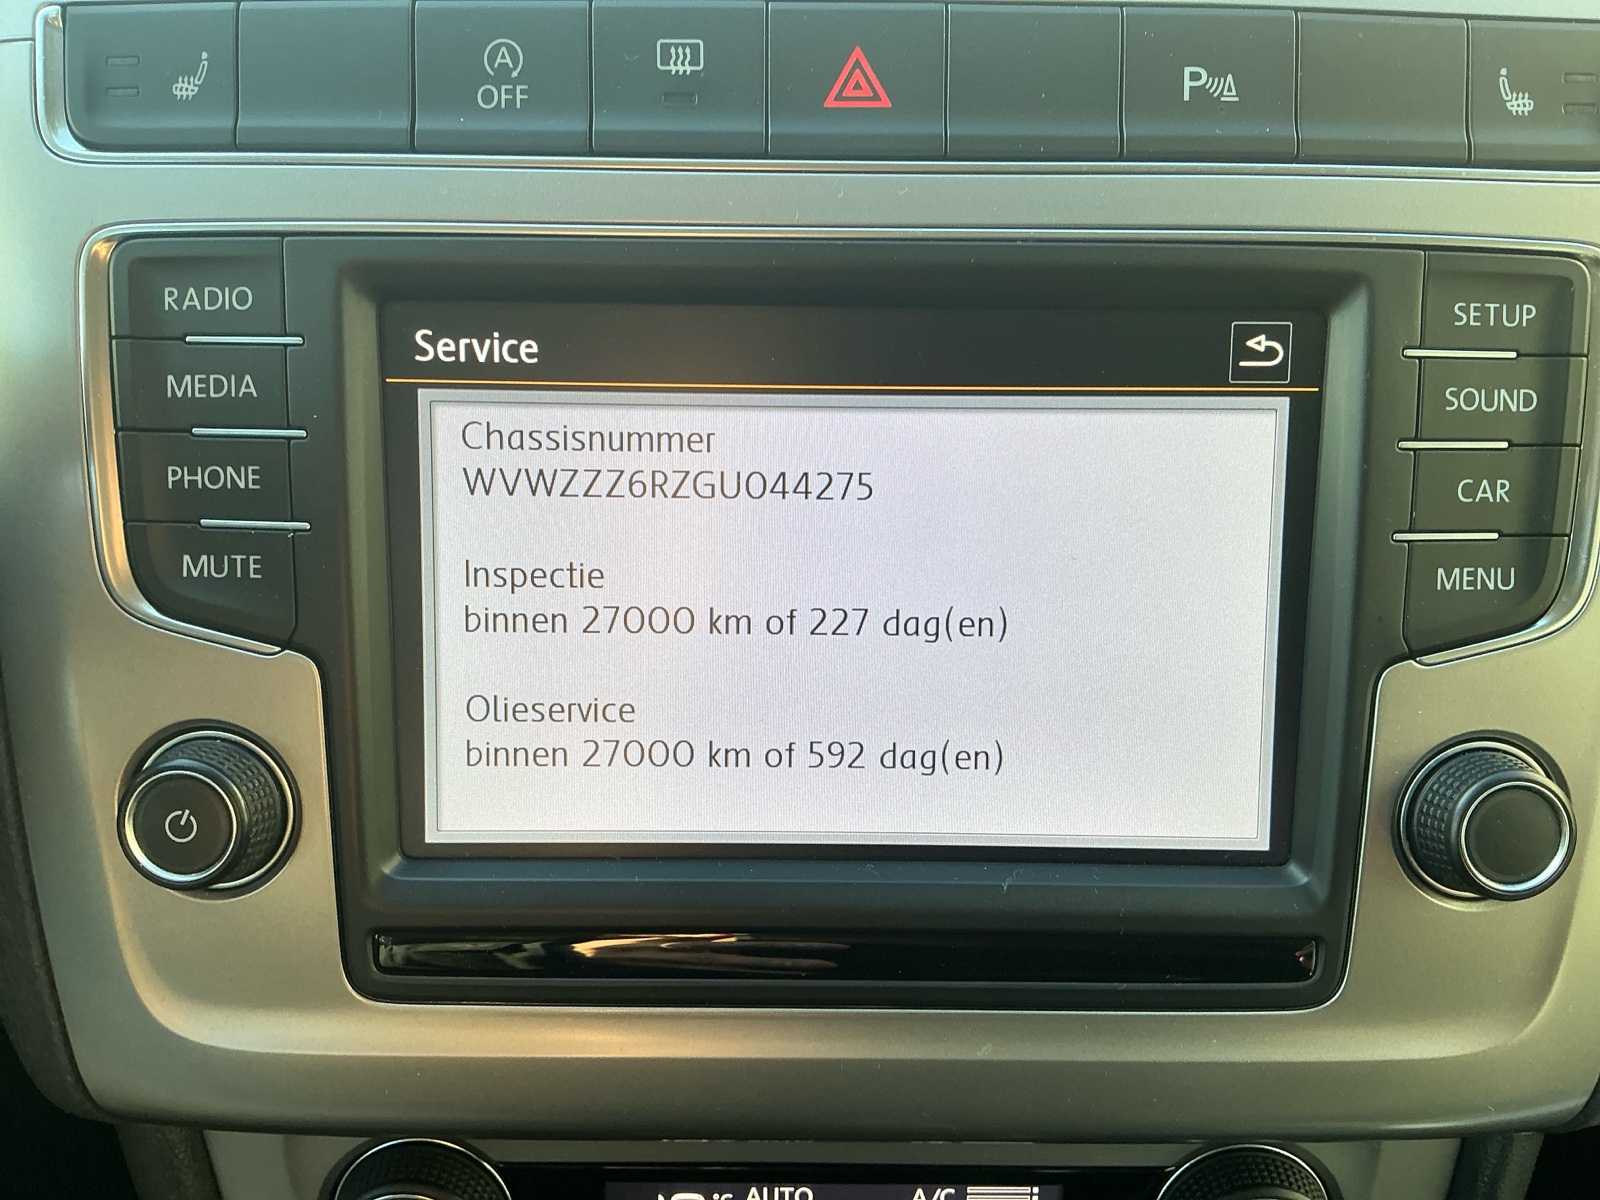 A
OFF
P
RADIO
MEDIA
PHONE
MUTE
SETUP
SOUND
CAR
MENU
Service
Chassisnummer
WVWZZZ6RZGU044275
Inspectie
binnen 27000 km of 227 dag(en)
Olieservice
binnen 27000 km of 592 dag(en)
°C AUTO
A/C